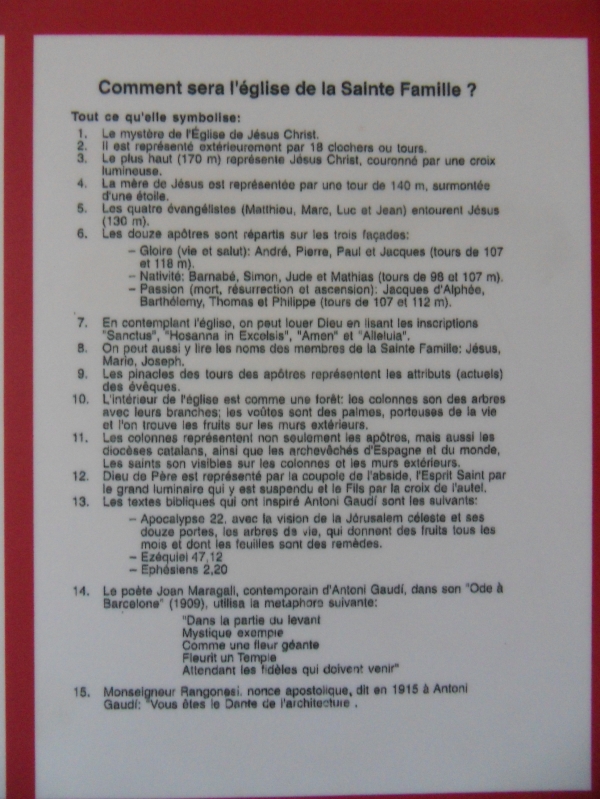 Comment sera l'église de la Sainte Famille ?
Tout ce qu'elle symbolise:
1. Le mystère de l'Église de Jésus Christ.
2. Il est représenté extérieurement par 18 clochers ou tours.
3. Le plus haut (170 m) représente Jésus Christ, couronné par une croix
lumineuse.
4. La mère de Jésus est représentée par une tour de 140 m, surmontée
d'une étoile.
5. Les quatre évangélistes (Matthieu, Marc, Luc et Jean) entourent Jésus
(130 m).
6. Les douze apôtres sont répartis sur les trois façades:
– Gloire (vie et salut): André, Pierre, Paul et Jacques (tours de 107
et 118 m).
– Nativité: Barnabé, Simon, Jude et Mathias (tours de 98 et 107 m).
– Passion (mort, résurrection et ascension): Jacques d'Alphée,
Barthélemy, Thomas et Philippe (tours de 107 et 112 m).
7. En contemplant l'église, on peut louer Dieu en lisant les inscriptions
"Sanctus", "Hosanna in Excelsis", "Amen" et "Alleluia".
8. On peut aussi y lire les noms des membres de la Sainte Famille: Jésus,
Marie, Joseph.
9. Les pinacles des tours des apôtres représentent les attributs (actuels)
des évêques.
10. L'intérieur de l'église est comme une forêt: les colonnes son des arbres
avec leurs branches; les voûtes sont des palmes, porteuses de la vie
et l'on trouve les fruits sur les murs extérieurs.
11. Les colonnes représentent non seulement les apôtres, mais aussi les
diocèses catalans, ainsi que les archevêchés d'Espagne et du monde,
Les saints son visibles sur les colonnes et les murs extérieurs.
12. Dieu de Père est représenté par la coupole de l'abside, l'Esprit Saint par
le grand luminaire qui y est suspendu et le Fils par la croix de l'autel.
13. Les textes bibliques qui ont inspiré Antoni Gaudí sont les suivants:
– Apocalypse 22, avec la vision de la Jérusalem céleste et ses
douze portes, les arbres de vie, qui donnent des fruits tous les
mois et dont les feuilles sont des remèdes.
– Ezéquiel 47,12
– Ephésiens 2,20
14. Le poète Joan Maragall, contemporain d'Antoni Gaudí, dans son "Ode à
Barcelone" (1909), utilisa la metaphore suivante:
"Dans la partie du levant
Mystique exemple
Comme une fleur géante
Fleurit un Temple
Attendant les fidèles qui doivent venir"
15. Monseigneur Rangonesi, nonce apostolique, dit en 1915 à Antoni
Gaudí: "Vous êtes le Dante de l'architecture .